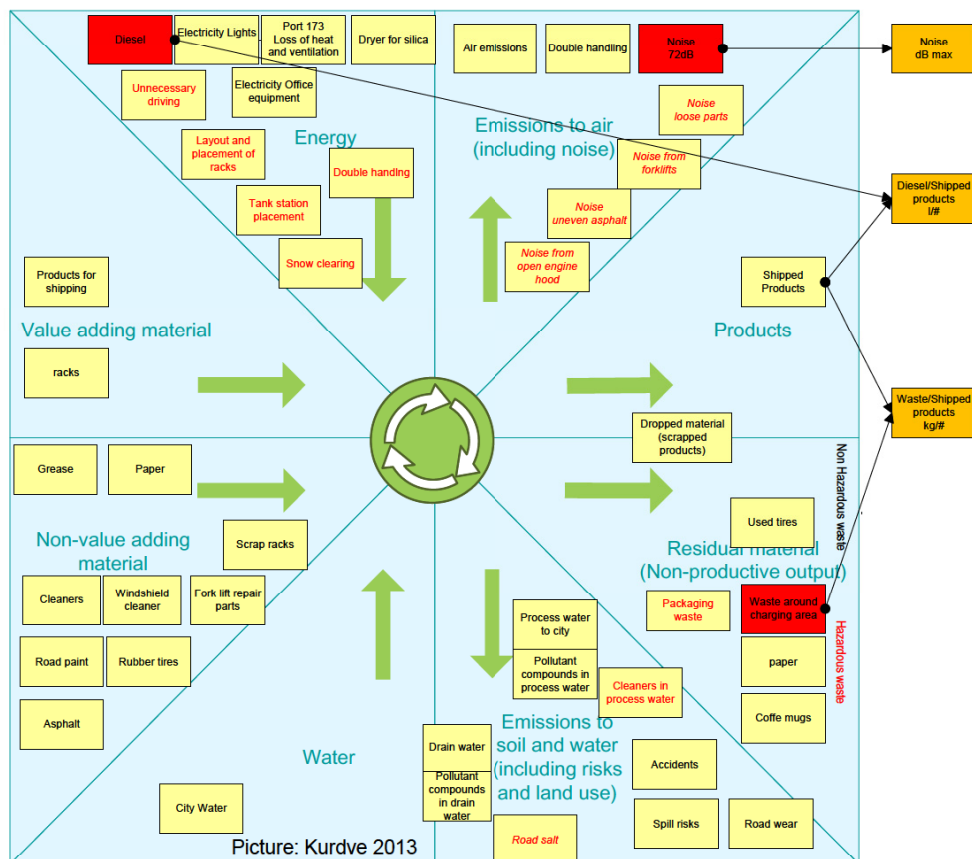 Diesel
Electricity Lights
Port 173
Loss of heat
and ventilation
Dryer for silica
Air emissions
Double handling
Noise
72dB
Noise
dB max
Unnecessary
driving
Electricity Office
equipment
Energy
Emissions to air
(including noise)
Noise
loose parts
Layout and
placement of
racks
Double handlng
Noise from
forklifts
Tank station
placement
Noise
uneven asphalt
Diesel/Shipped
products
l/#
Snow clearing
Noise from
open engine
hood
Products for
shipping
Shipped
Products
Value adding material
Products
racks
Waste/Shipped
products
kg/#
Dropped material
(scrapped
products)
Grease
Paper
Non Hazardous waste
Used tires
Non-value adding
material
Scrap racks
Residual material
(Non-productive output)
Cleaners
Windshield
cleaner
Fork lift repair
parts
Process water
to city
Packaging
waste
Waste around
charging area
Hazardous waste
Road paint
Rubber tires
Pollutant
compounds in
process water
Cleaners in
process water
paper
Asphalt
Coffe mugs
Water
Drain water
Emissions to
soil and water
(including risks
and land use)
Accidents
Pollutant
compounds
in drain
water
City Water
Spill risks
Road wear
Road salt
Picture: Kurdve 2013